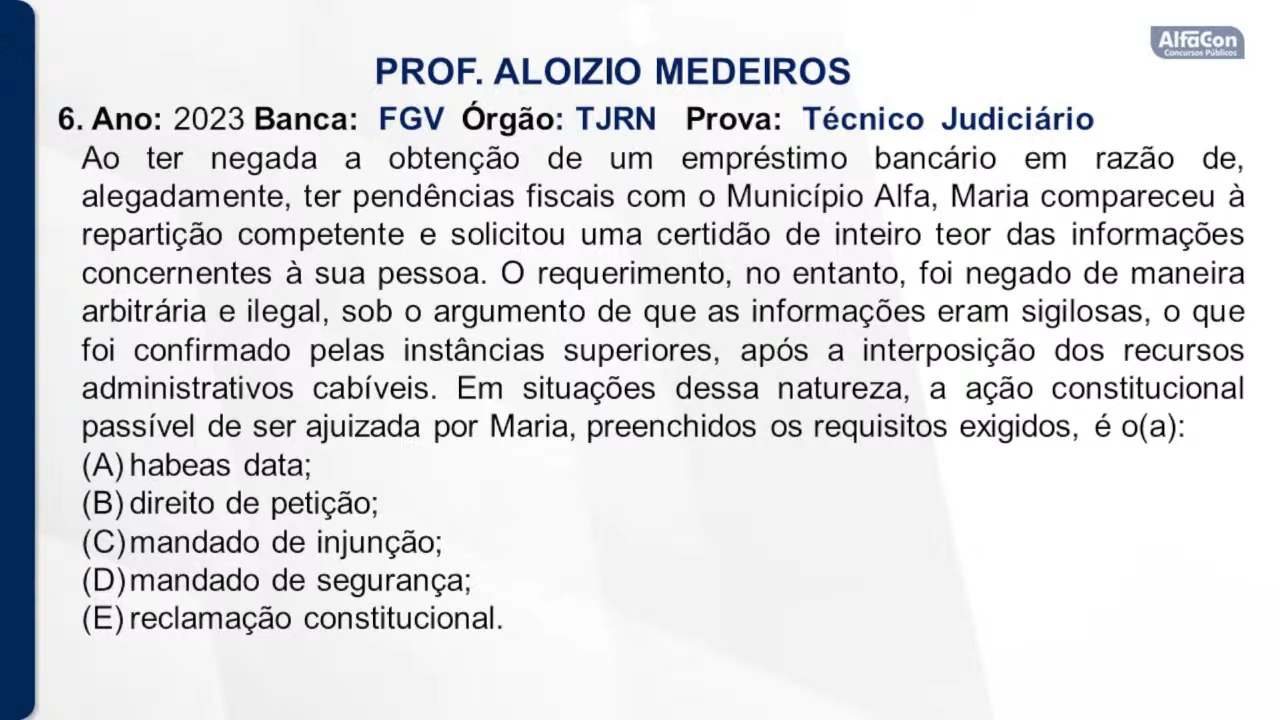 AlfaCon
Concursos Públicos
PROF. ALOIZIO MEDEIROS
6. Ano: 2023 Banca: FGV Órgão: TJRN Prova: Técnico Judiciário
Ao ter negada a obtenção de um empréstimo bancário em razão de,
alegadamente, ter pendências fiscais com o Município Alfa, Maria compareceu à
repartição competente e solicitou uma certidão de inteiro teor das informações
concernentes à sua pessoa. O requerimento, no entanto, foi negado de maneira
arbitrária e ilegal, sob o argumento de que as informações eram sigilosas, o que
foi confirmado pelas instâncias superiores, após a interposição dos recursos
administrativos cabíveis. Em situações dessa natureza, a ação constitucional
passível de ser ajuizada por Maria, preenchidos os requisitos exigidos, é o(a):
(A) habeas data;
(B) direito de petição;
(C) mandado de injunção;
(D) mandado de segurança;
(E) reclamação constitucional.